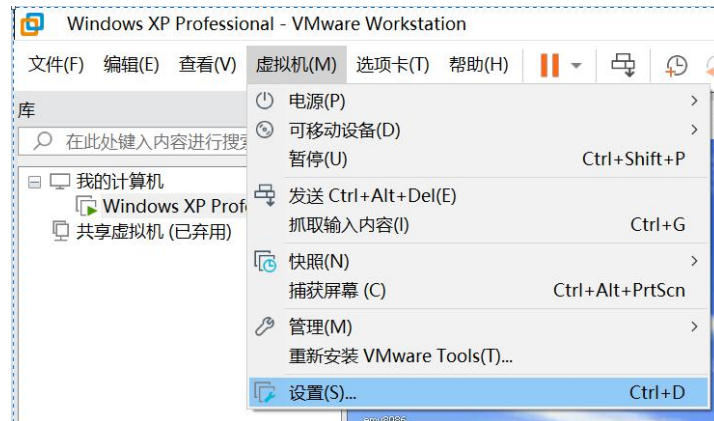 Windows XP Professional - VMware Workstation
文件(F) 编辑(E) 查看(V) 虚拟机(M) 选项卡(T) 帮助(H)
库
在此处键入内容进行搜索
我的计算机
Windows XP Prof
共享虚拟机 (已弃用)
电源(P)
可移动设备(D)
暂停(U) Ctrl+Shift+P
发送 Ctrl+Alt+Del(E)
抓取输入内容(I) Ctrl+G
快照(N)
捕获屏幕 (C) Ctrl+Alt+PrtScn
管理(M)
重新安装 VMware Tools(T)...
设置(S)... Ctrl+D